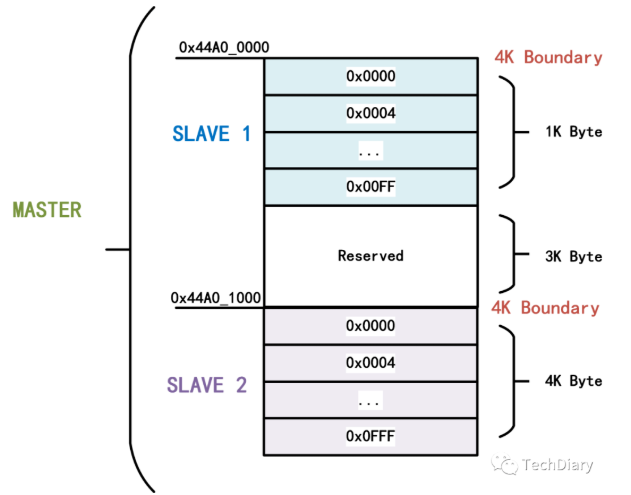 0x44A0_0000
4K Boundary
0x0000
0x0004
SLAVE 1
1K Byte
...
0x00FF
MASTER
Reserved
3K Byte
0x44A0_1000
4K Boundary
0x0000
0x0004
SLAVE 2
4K Byte
...
0x0FFF
TechDiary